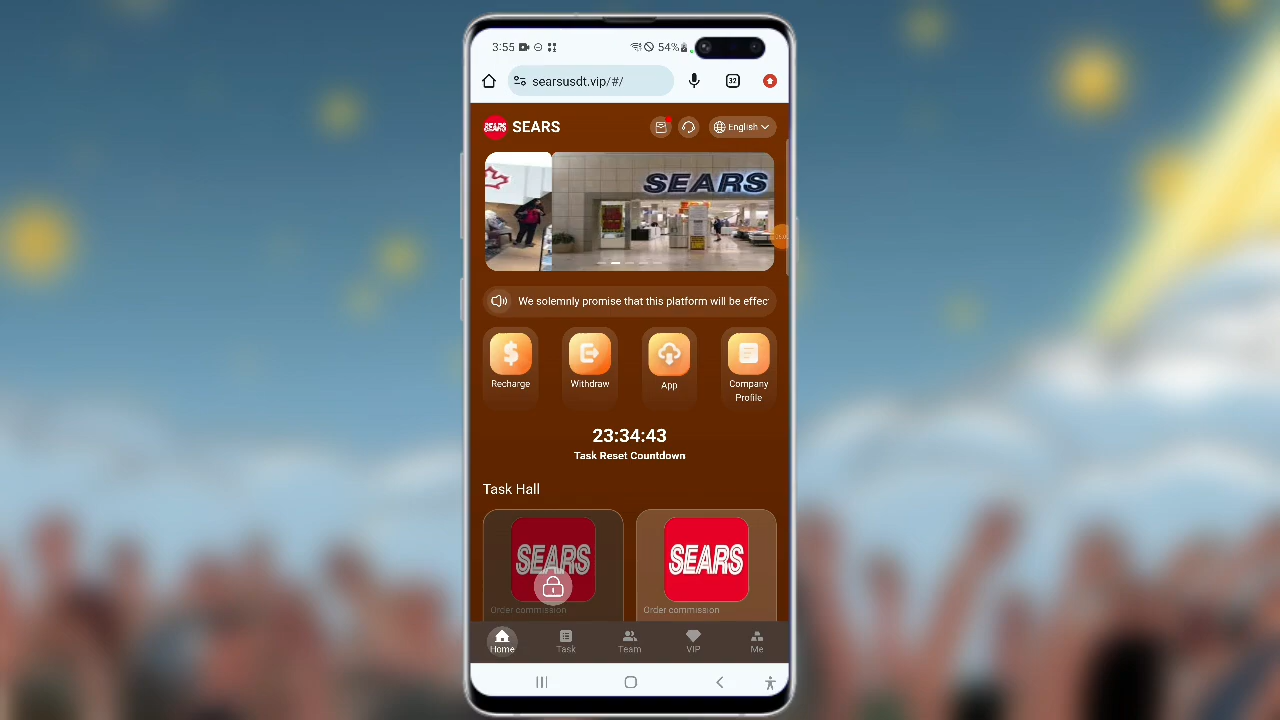 3:55
54%
searsusdt.vip/#/
32
SEARS SEARS
English
SEARS
We solemnly promise that this platform will be effec
Recharge
Withdraw
App
Company
Profile
23:34:43
Task Reset Countdown
Task Hall
SEARS
SEARS
Order commission
Order commission
Home
Task
Team
VIP
Me